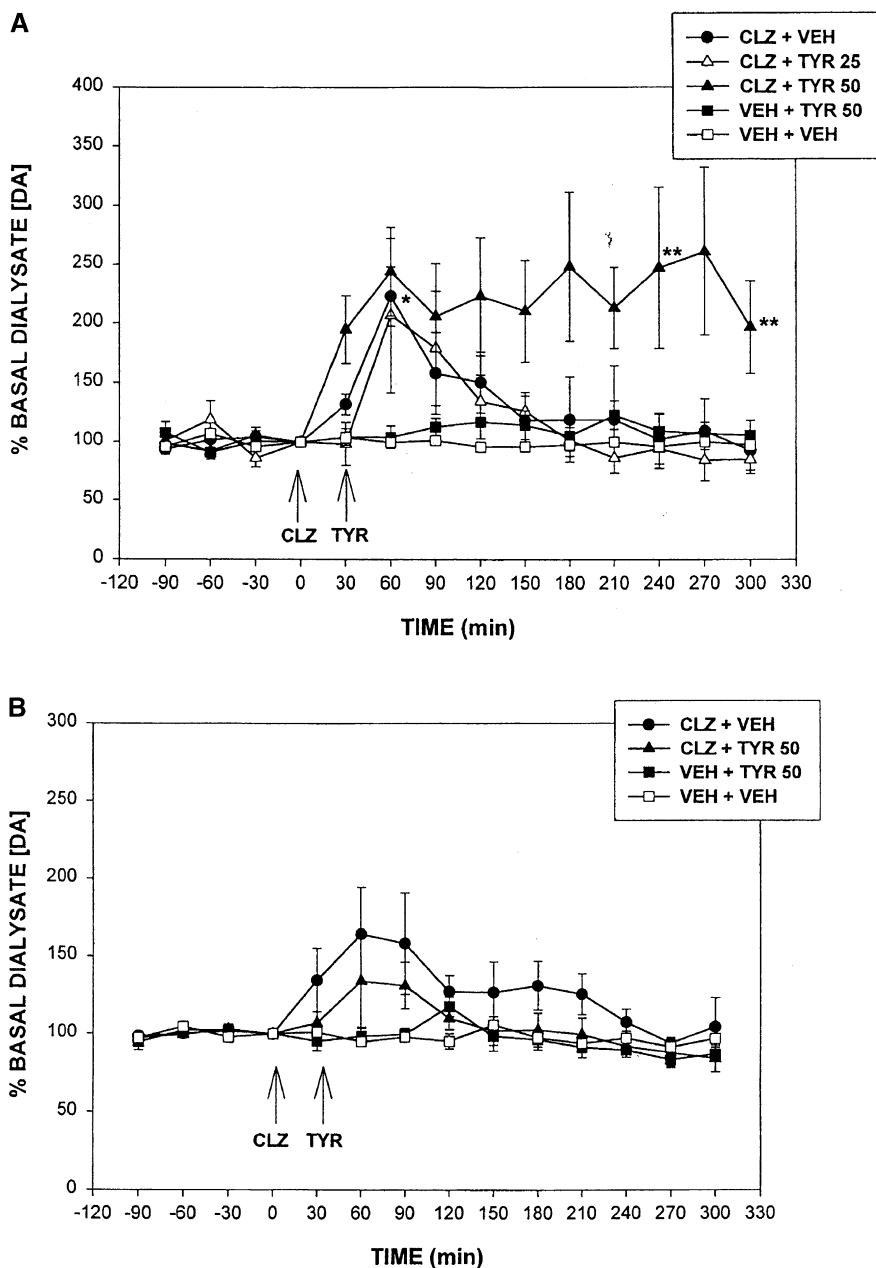 A
CLZ + VEH
CLZ + TYR 25
CLZ + TYR 50
VEH + TYR 50
VEH + VEH
% BASAL DIALYSATE [DA]
400
350
300
250
200
150
100
50
0
*
**
**
CLZ TYR
-120 -90 -60 -30 0 30 60 90 120 150 180 210 240 270 300 330
TIME (min)
B
CLZ + VEH
CLZ + TYR 50
VEH + TYR 50
VEH + VEH
% BASAL DIALYSATE [DA]
300
250
200
150
100
50
0
CLZ TYR
-120 -90 -60 -30 0 30 60 90 120 150 180 210 240 270 300 330
TIME (min)